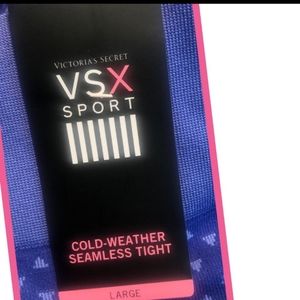 VICTORIA'S SECRET
VSX
SPORT
COLD-WEATHER
SEAMLESS TIGHT
LARGE